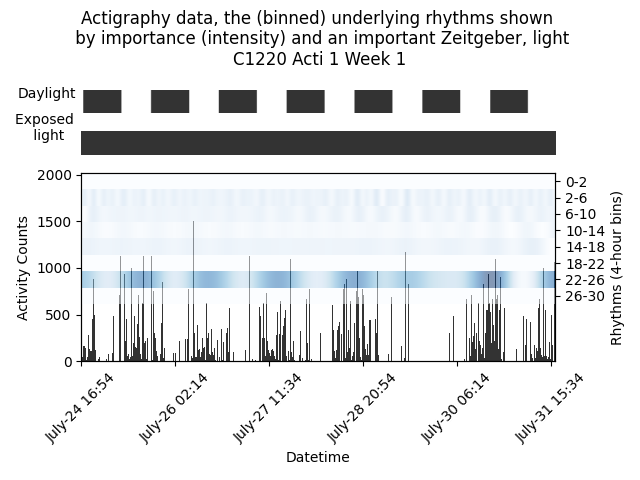 Actigraphy data, the (binned) underlying rhythms shown
by importance (intensity) and an important Zeitgeber, light
C1220 Acti 1 Week 1
Daylight
Exposed
light
2000
1500
1000
500
0
Activity Counts
0-2
2-6
6-10
10-14
14-18
18-22
22-26
26-30
Rhythms (4-hour bins)
July-24 16:54
July-26 02:14
July-27 11:34
July-28 20:54
July-30 06:14
July-31 15:34
Datetime